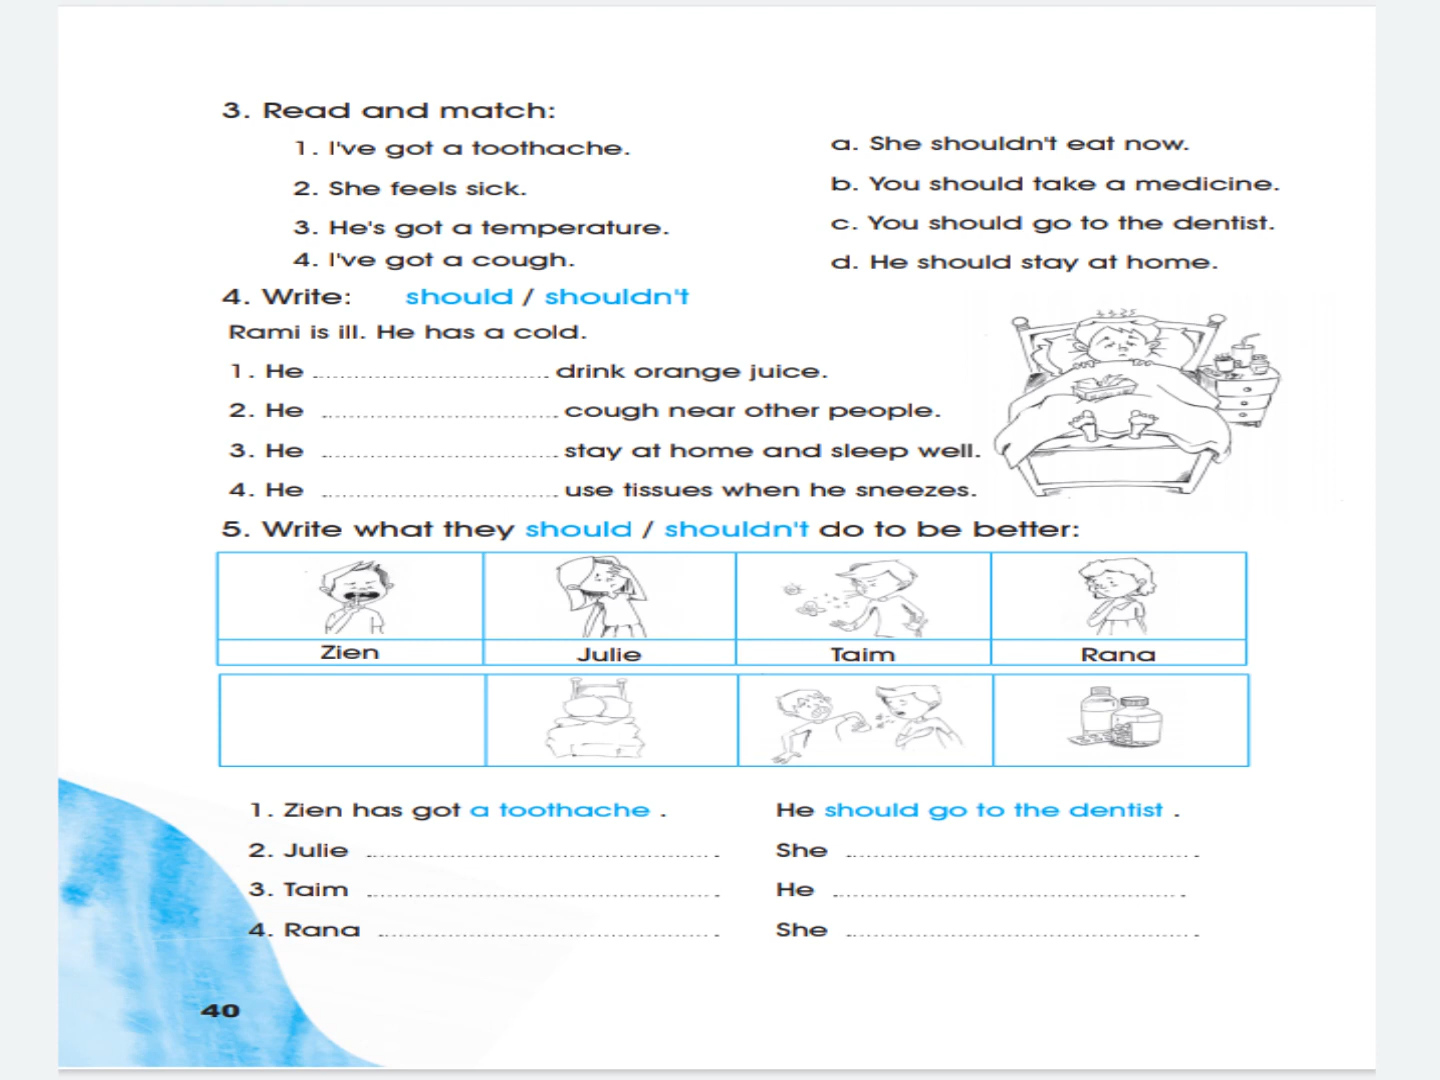 3. Read and match:
1. I've got a toothache.
a. She shouldn't eat now.
2. She feels sick.
b. You should take a medicine.
3. He's got a temperature.
c. You should go to the dentist.
4. I've got a cough.
d. He should stay at home.
4. Write: should / shouldn't
Rami is ill. He has a cold.
1. He ........................................ drink orange juice.
2. He ........................................ cough near other people.
3. He ........................................ stay at home and sleep well.
4. He ........................................ use tissues when he sneezes.
5. Write what they should / shouldn't do to be better:
Zien Julie Taim Rana
1. Zien has got a toothache . He should go to the dentist .
2. Julie ............................................................ . She ............................................................ .
3. Taim ............................................................ . He ............................................................ .
4. Rana ............................................................ . She ............................................................ .
40